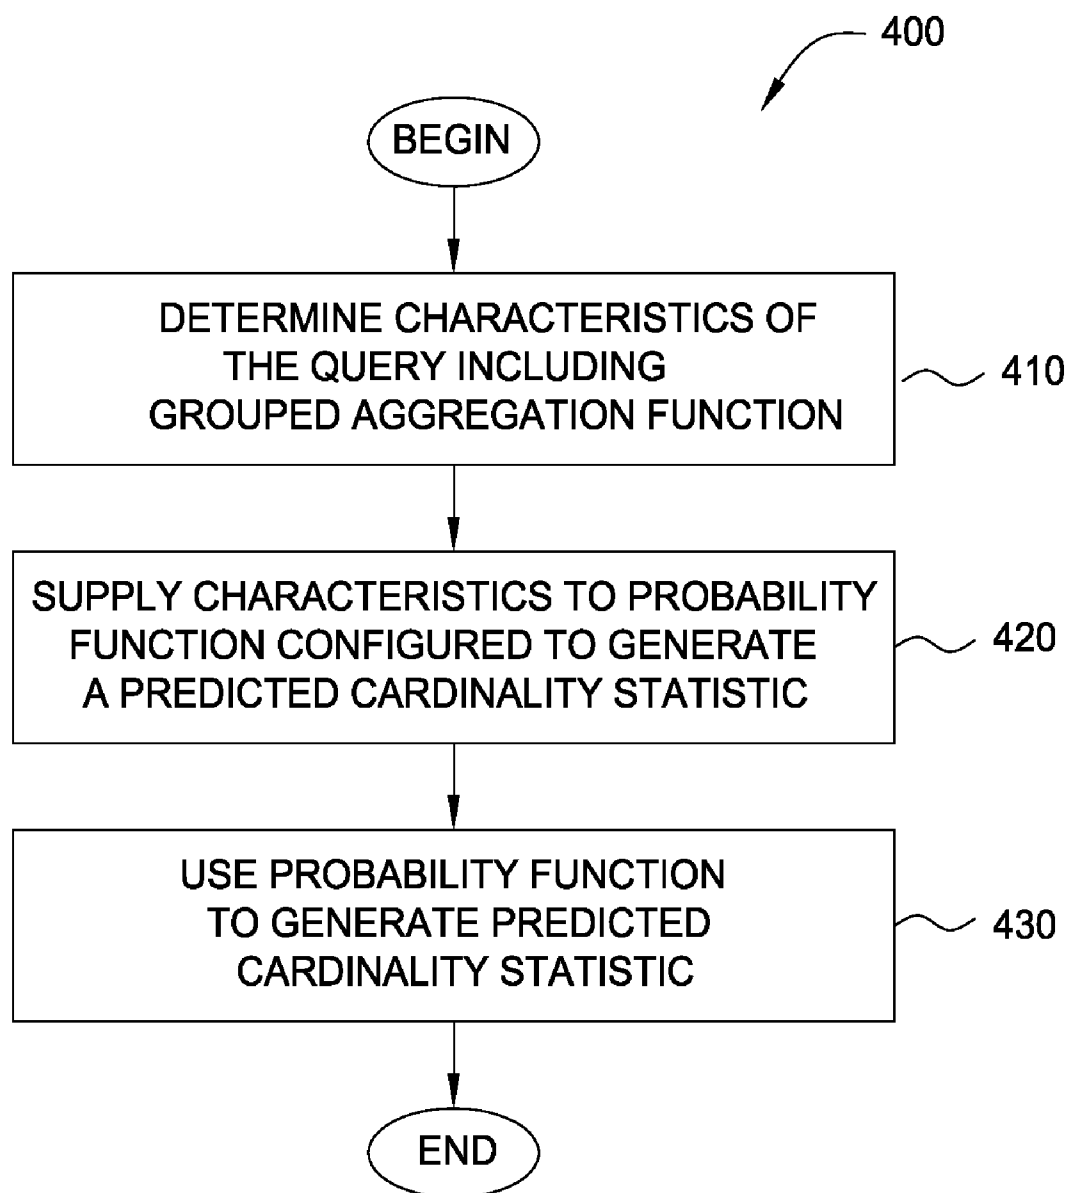 400
BEGIN
DETERMINE CHARACTERISTICS OF
THE QUERY INCLUDING
GROUPED AGGREGATION FUNCTION
410
SUPPLY CHARACTERISTICS TO PROBABILITY
FUNCTION CONFIGURED TO GENERATE
A PREDICTED CARDINALITY STATISTIC
420
USE PROBABILITY FUNCTION
TO GENERATE PREDICTED
CARDINALITY STATISTIC
430
END